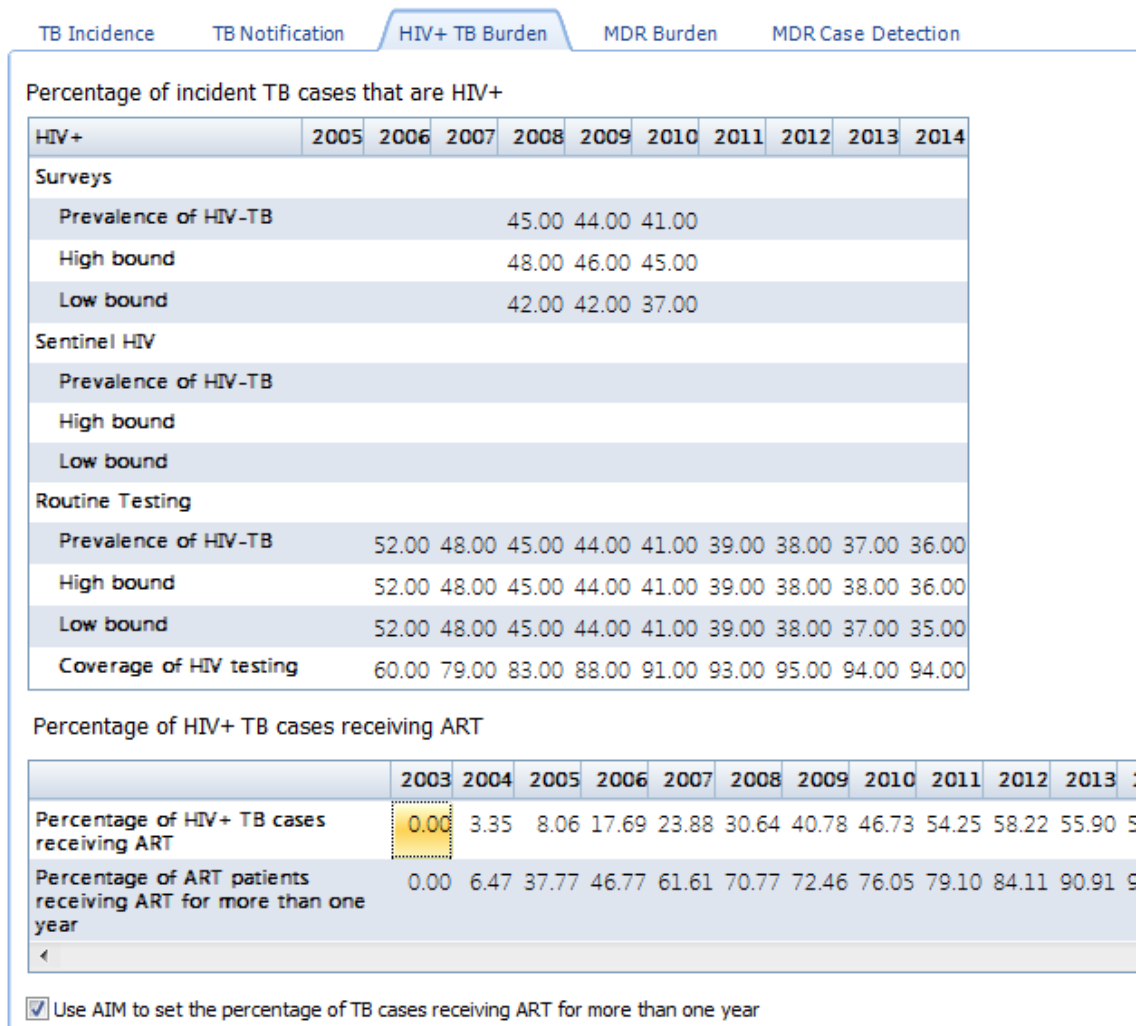 TB Incidence TB Notification HIV+ TB Burden MDR Burden MDR Case Detection
Percentage of incident TB cases that are HIV+
HIV+ 2005 2006 2007 2008 2009 2010 2011 2012 2013 2014
Surveys
Prevalence of HIV-TB 45.00 44.00 41.00
High bound 48.00 46.00 45.00
Low bound 42.00 42.00 37.00
Sentinel HIV
Prevalence of HIV-TB
High bound
Low bound
Routine Testing
Prevalence of HIV-TB 52.00 48.00 45.00 44.00 41.00 39.00 38.00 37.00 36.00
High bound 52.00 48.00 45.00 44.00 41.00 39.00 38.00 38.00 36.00
Low bound 52.00 48.00 45.00 44.00 41.00 39.00 38.00 37.00 35.00
Coverage of HIV testing 60.00 79.00 83.00 88.00 91.00 93.00 95.00 94.00 94.00
Percentage of HIV+ TB cases receiving ART
2003 2004 2005 2006 2007 2008 2009 2010 2011 2012 2013
Percentage of HIV+ TB cases 0.00 3.35 8.06 17.69 23.88 30.64 40.78 46.73 54.25 58.22 55.90
receiving ART
Percentage of ART patients 0.00 6.47 37.77 46.77 61.61 70.77 72.46 76.05 79.10 84.11 90.91
receiving ART for more than one
year
Use AIM to set the percentage of TB cases receiving ART for more than one year